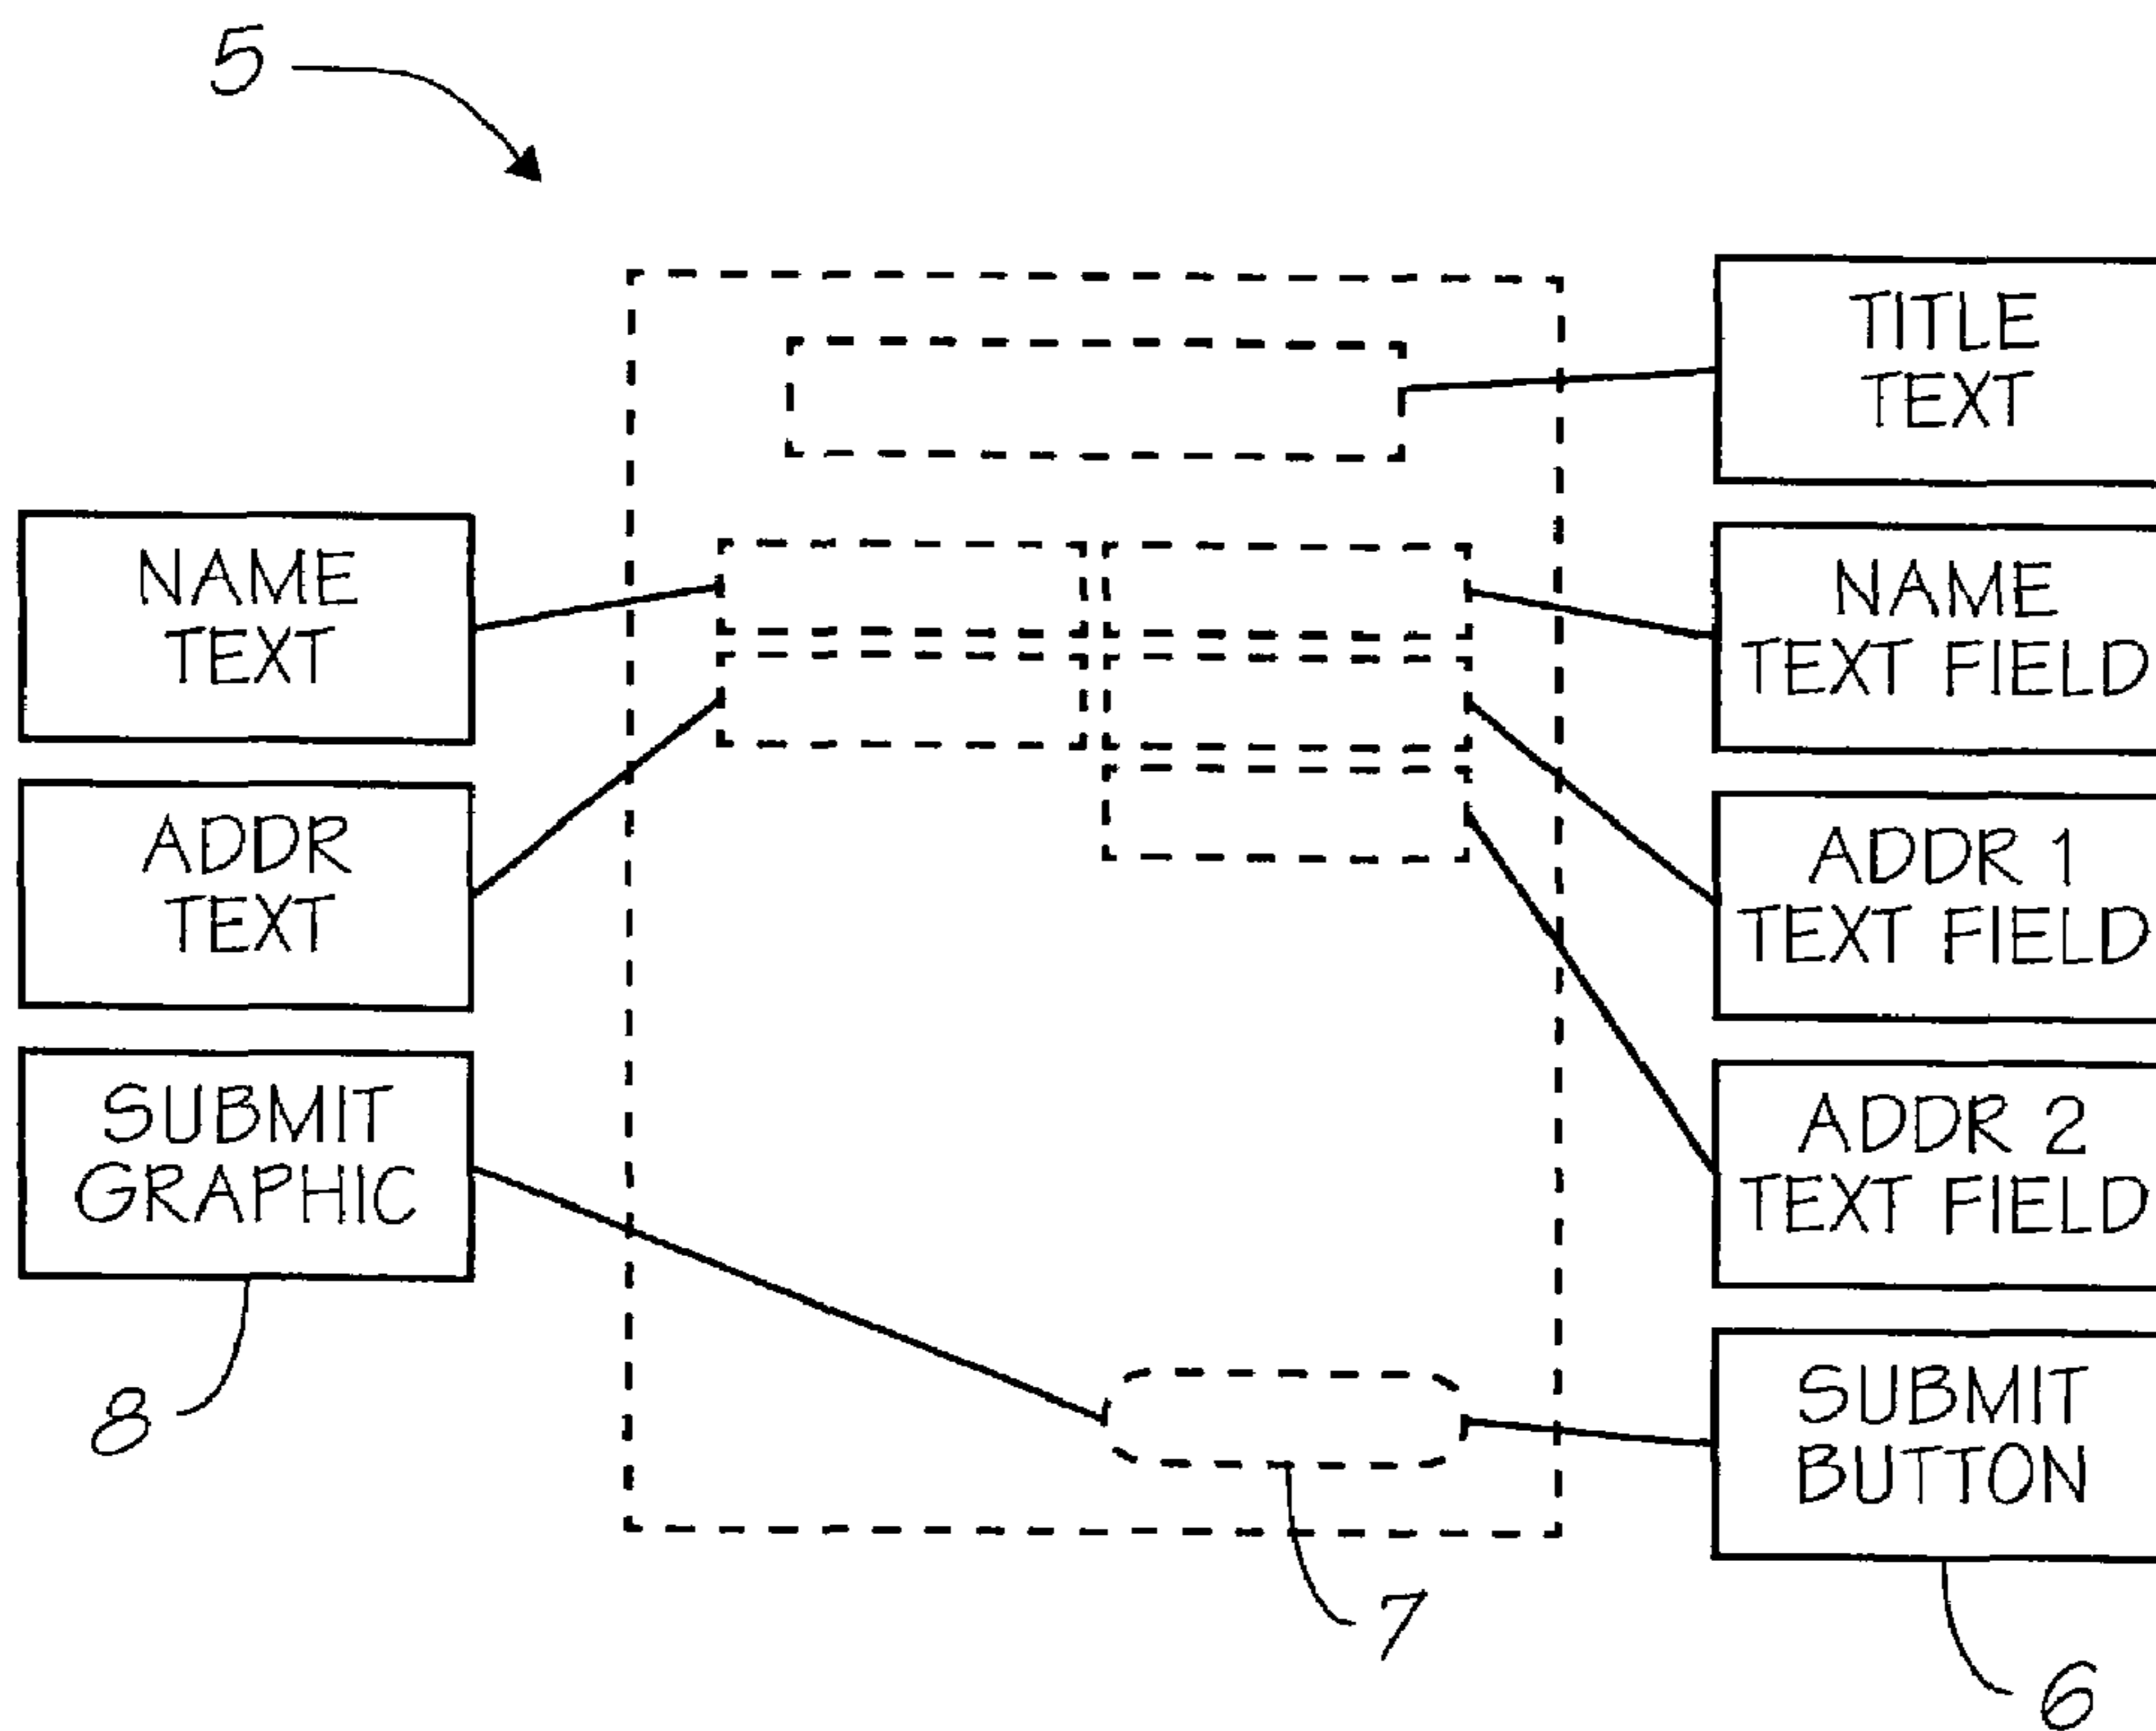 5
TITLE
TEXT
NAME
TEXT
NAME
TEXT FIELD
ADDR
TEXT
ADDR 1
TEXT FIELD
SUBMIT
GRAPHIC
ADDR 2
TEXT FIELD
SUBMIT
BUTTON
8
7
6